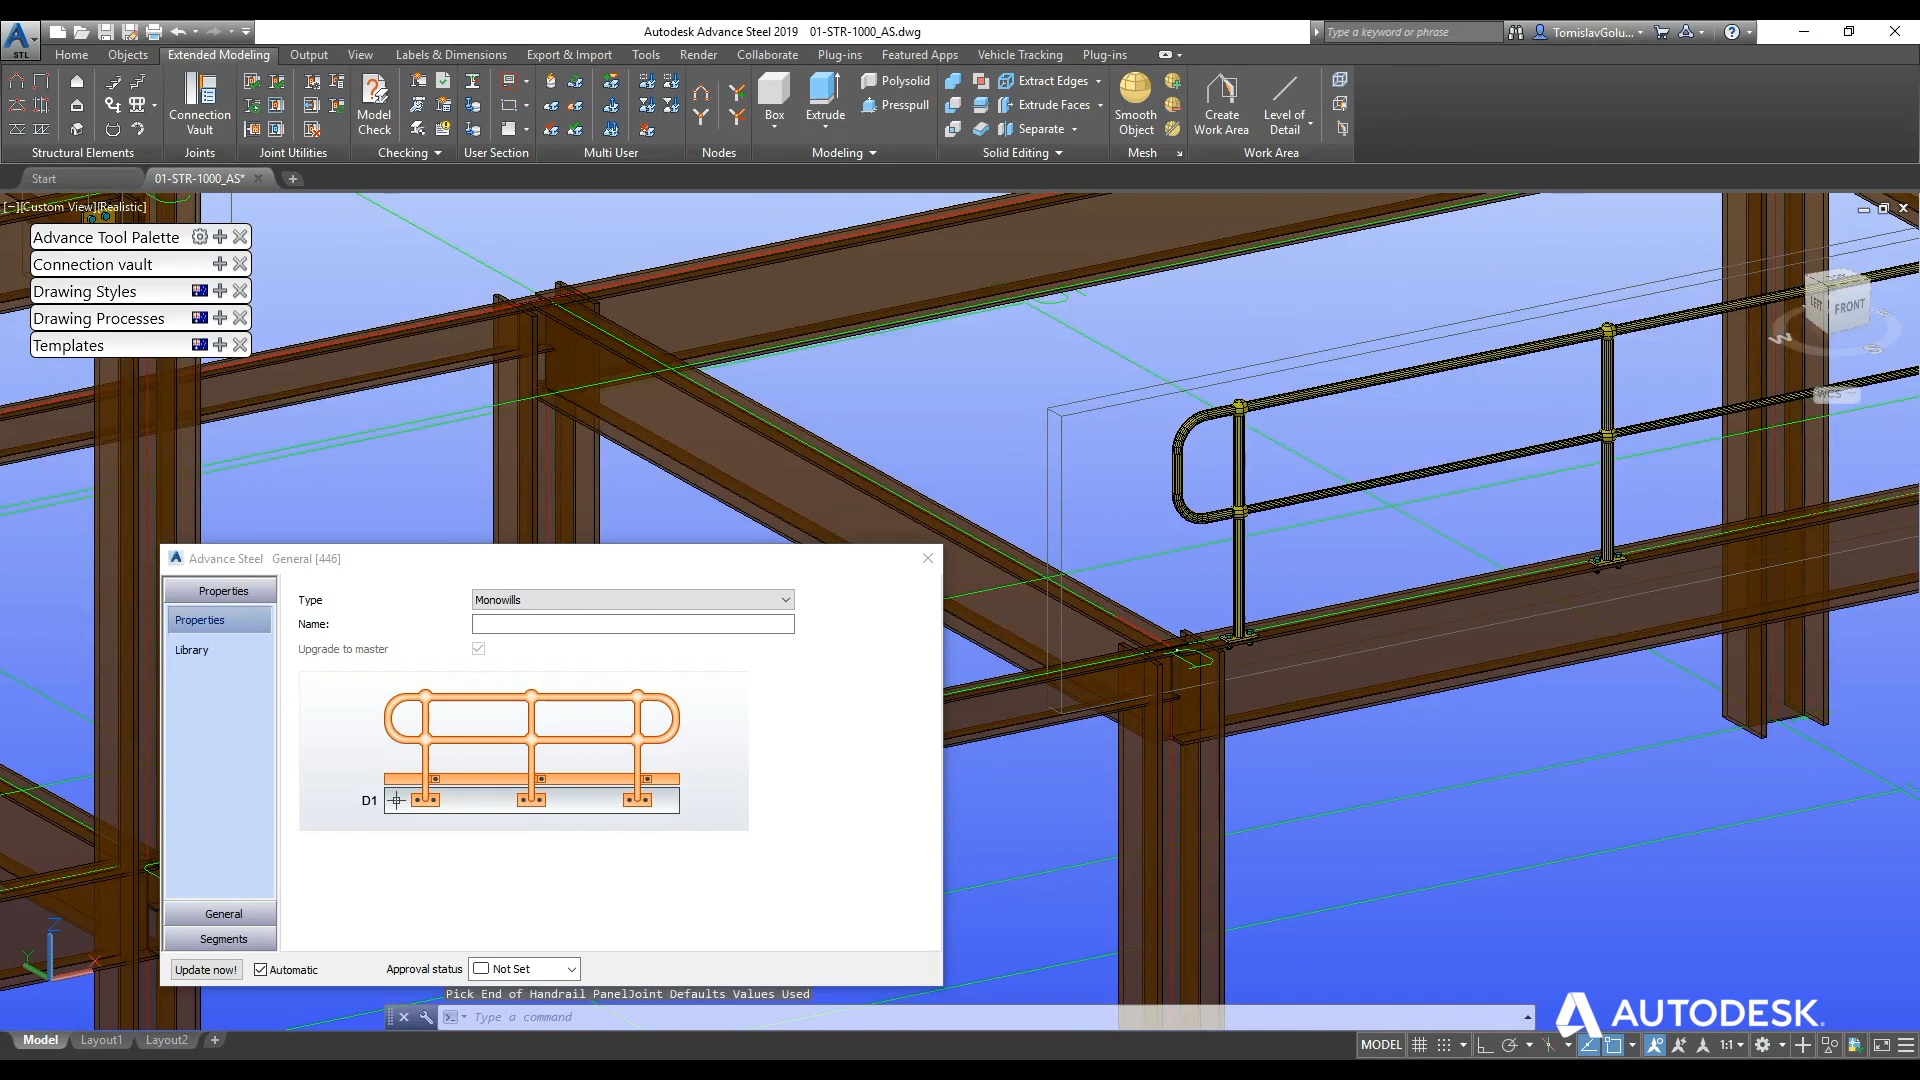 Autodesk Advance Steel 2019 01-STR-1000_AS.dwg
Type a keyword or phrase
TomislavGolu...
STL
Home Objects Extended Modeling Output View Labels & Dimensions Export & Import Tools Render Collaborate Plug-ins Featured Apps Vehicle Tracking Plug-ins
Connection Vault
Model Check
Box
Extrude
Polysolid
Presspull
Extract Edges
Extrude Faces
Separate
Smooth Object
Create Work Area
Level of Detail
Structural Elements Joints Joint Utilities Checking User Section Multi User Nodes Modeling Solid Editing Mesh Work Area
Start 01-STR-1000_AS*
[−][Custom View][Realistic]
Advance Tool Palette
Connection vault
Drawing Styles
Drawing Processes
Templates
LEFT FRONT
W S
WCS
Advance Steel General [446]
Properties
Properties
Library
General
Segments
Type Monowills
Name:
Upgrade to master
D1
Update now! Automatic Approval status Not Set
Z
Y X
Pick End of Handrail PanelJoint Defaults Values Used
Type a command
AUTODESK.
Model Layout1 Layout2 +
MODEL 1:1